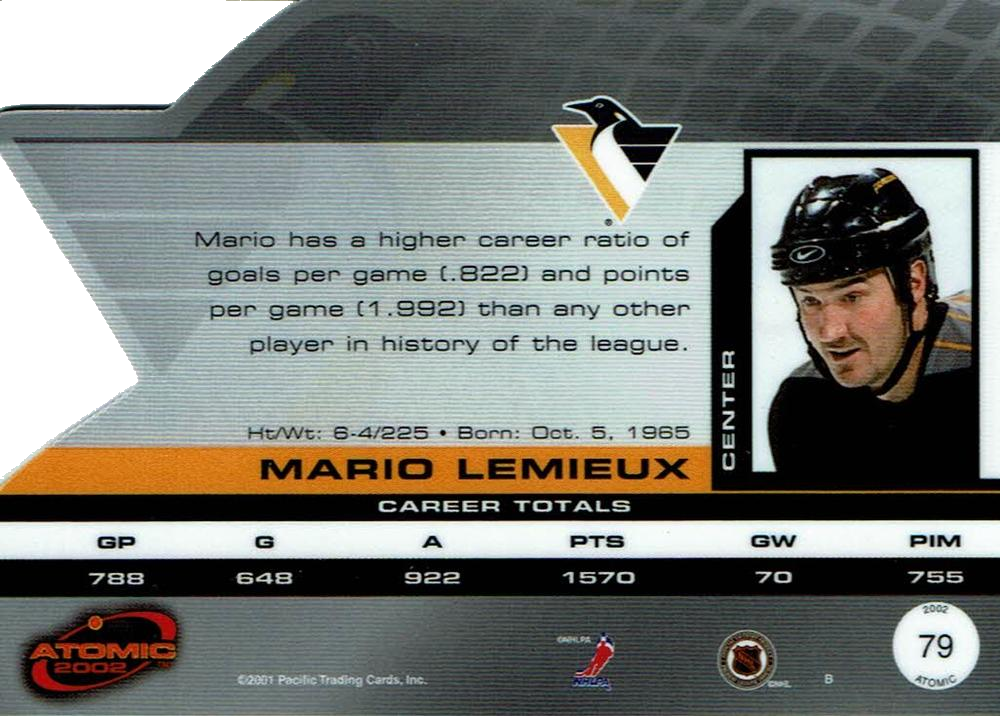 Mario has a higher career ratio of
goals per game (.822) and points
per game (1.992) than any other
player in history of the league.
Ht/Wt: 6-4/225 • Born: Oct. 5, 1965
MARIO LEMIEUX
CENTER
CAREER TOTALS
GP G A PTS GW PIM
788 648 922 1570 70 755
ATOMIC
2002 TM
©2001 Pacific Trading Cards, Inc.
©NHLPA
NHLPA
©NHL
B
2002
79
ATOMIC